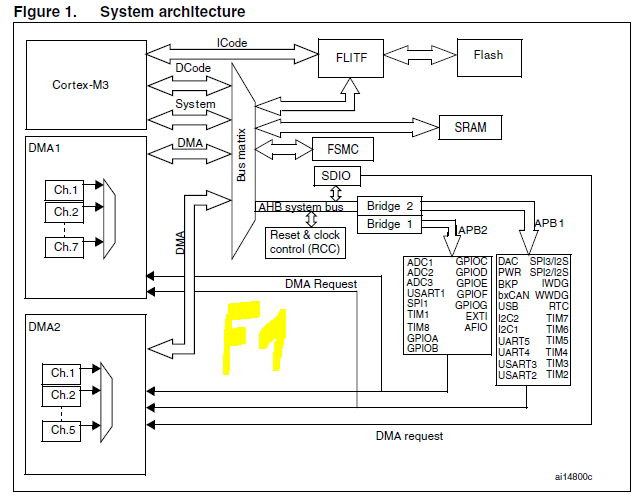 Figure 1. System architecture
ICode
Cortex-M3
FLITF
Flash
DCode
System
DMA
Bus matrix
SRAM
FSMC
SDIO
DMA1
Ch.1
Ch.2
Ch.7
AHB system bus
Bridge 2
Bridge 1
Reset & clock
control (RCC)
APB2
APB1
DMA
DMA Request
ADC1 GPIOC
ADC2 GPIOD
ADC3 GPIOE
USART1 GPIOF
SPI1 GPIOG
TIM1 EXTI
TIM8 AFIO
GPIOA
GPIOB
DAC SPI3/I2S
PWR SPI2/I2S
BKP IWDG
bxCAN WWDG
USB RTC
I2C2 TIM7
I2C1 TIM6
UART5 TIM5
UART4 TIM4
USART3 TIM3
USART2 TIM2
F1
DMA2
Ch.1
Ch.2
Ch.5
DMA request
ai14800c